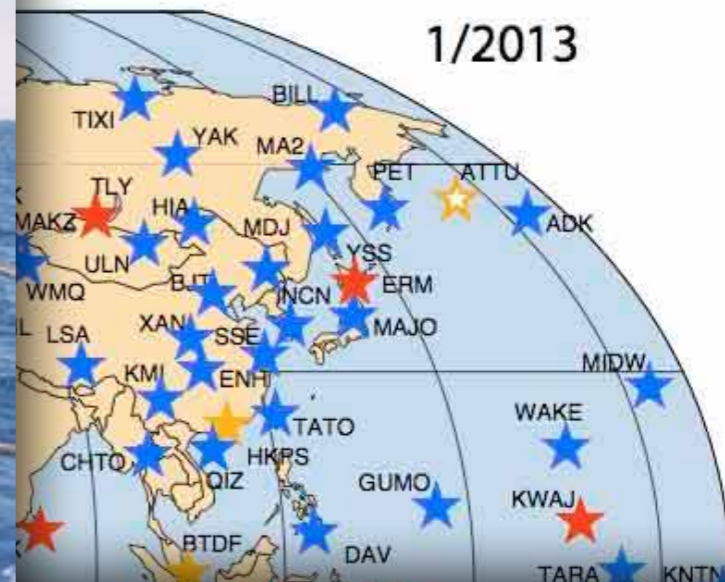 1/2013
BILL
TIXI
YAK
MA2
PET
ATTU
TLY
HIA
MAKZ
MDJ
ADK
ULN
YSS
WMQ
BJT
INCN
ERM
XAN
SSE
MAJO
LSA
KMI
ENH
MIDW
WAKE
TATO
CHTO
HKPS
QIZ
GUMO
KWAJ
BTDF
DAV
TARA
KNTN